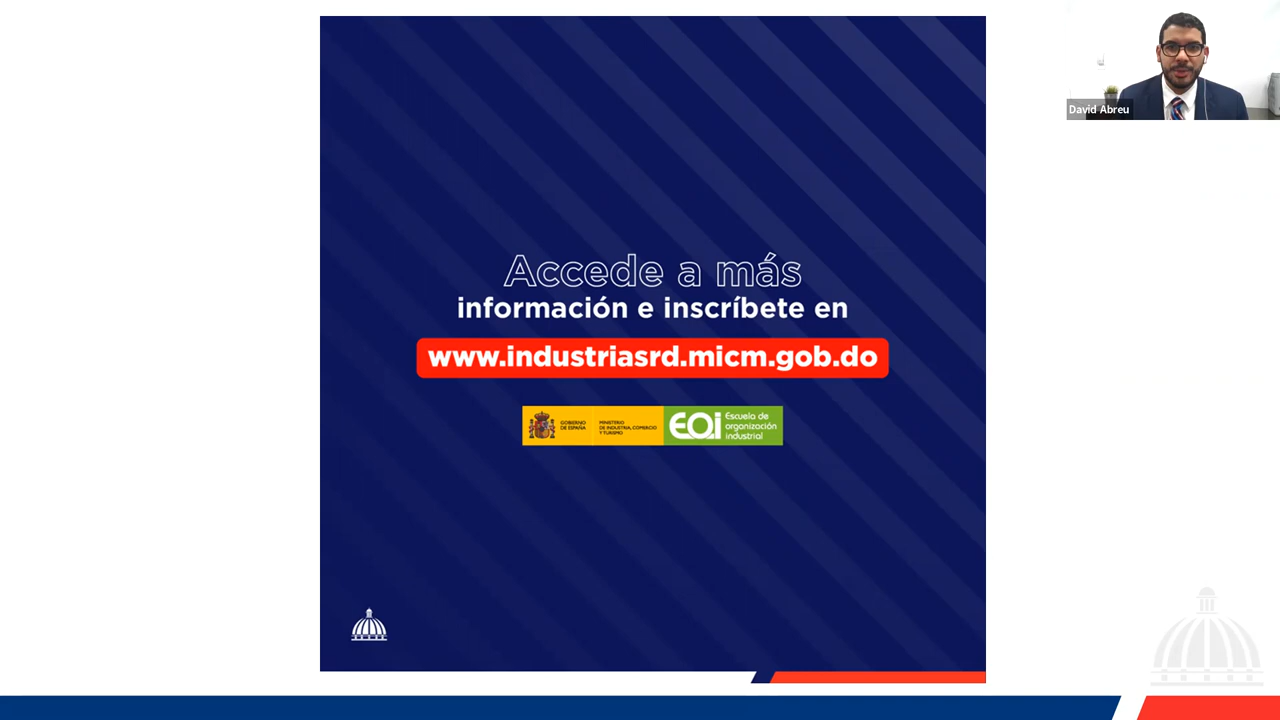 David Abreu
Accede a más
información e inscríbete en
www.industriasrd.micm.gob.do
GOBIERNO
DE ESPAÑA
MINISTERIO
DE INDUSTRIA, COMERCIO
Y TURISMO
EOi
Escuela de
organización
industrial